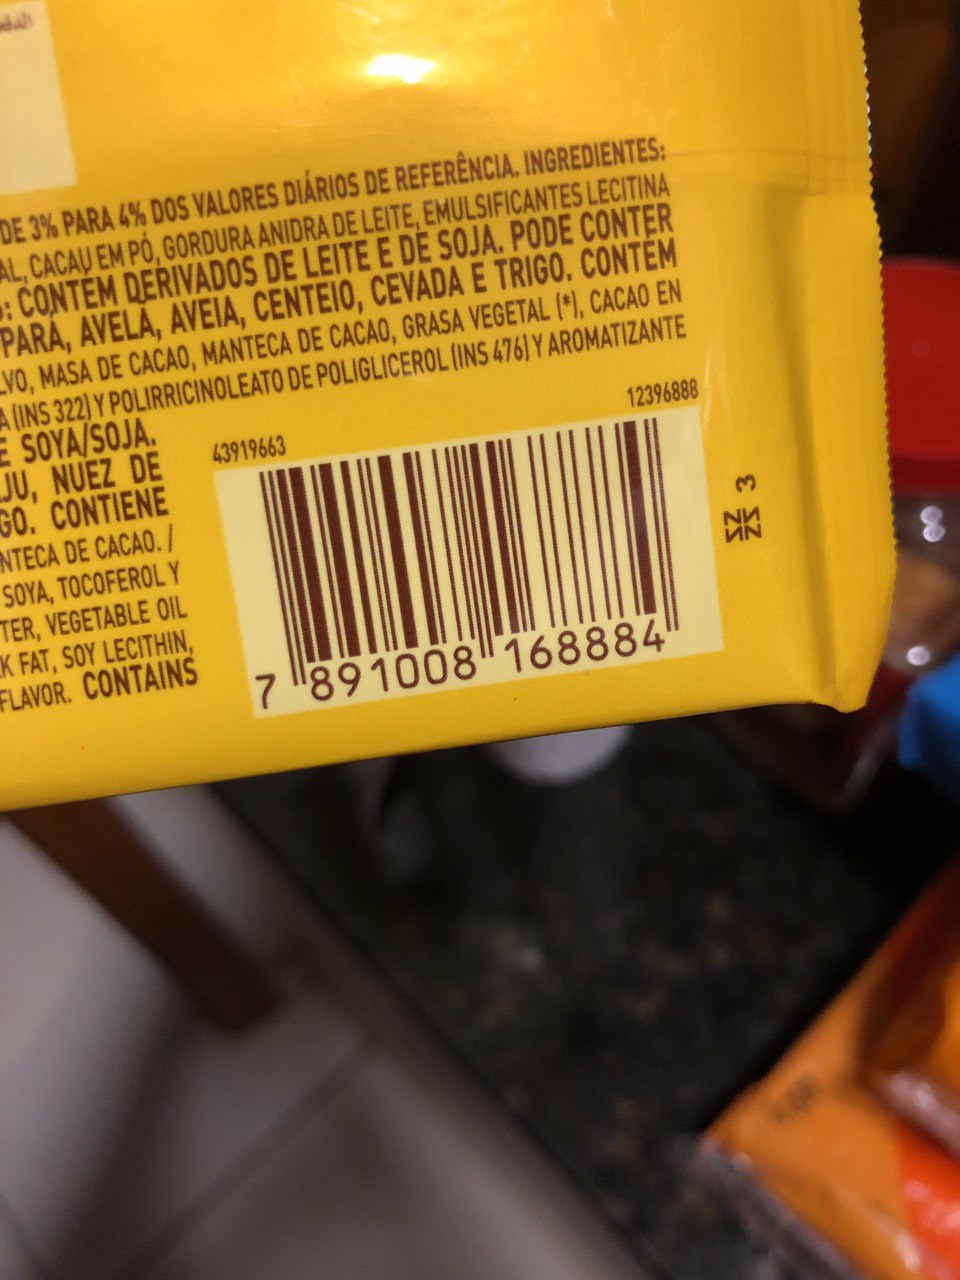 DE 3% PARA 4% DOS VALORES DIÁRIOS DE REFERÊNCIA. INGREDIENTES:
AL, CACAU EM PÓ, GORDURA ANIDRA DE LEITE, EMULSIFICANTES LECITINA
: CONTÉM DERIVADOS DE LEITE E DE SOJA. PODE CONTER
PARÁ, AVELÃ, AVEIA, CENTEIO, CEVADA E TRIGO. CONTÉM
LVO, MASA DE CACAO, MANTECA DE CACAO, GRASA VEGETAL (*), CACAO EN
A (INS 322) Y POLIRRICINOLEATO DE POLIGLICEROL (INS 476) Y AROMATIZANTE
E SOYA/SOJA.
JU, NUEZ DE
GO. CONTIENE
NTECA DE CACAO. /
SOYA, TOCOFEROL Y
TER, VEGETABLE OIL
K FAT, SOY LECITHIN,
FLAVOR. CONTAINS
43919663
12396888
7 891008 168884
ZZ 3